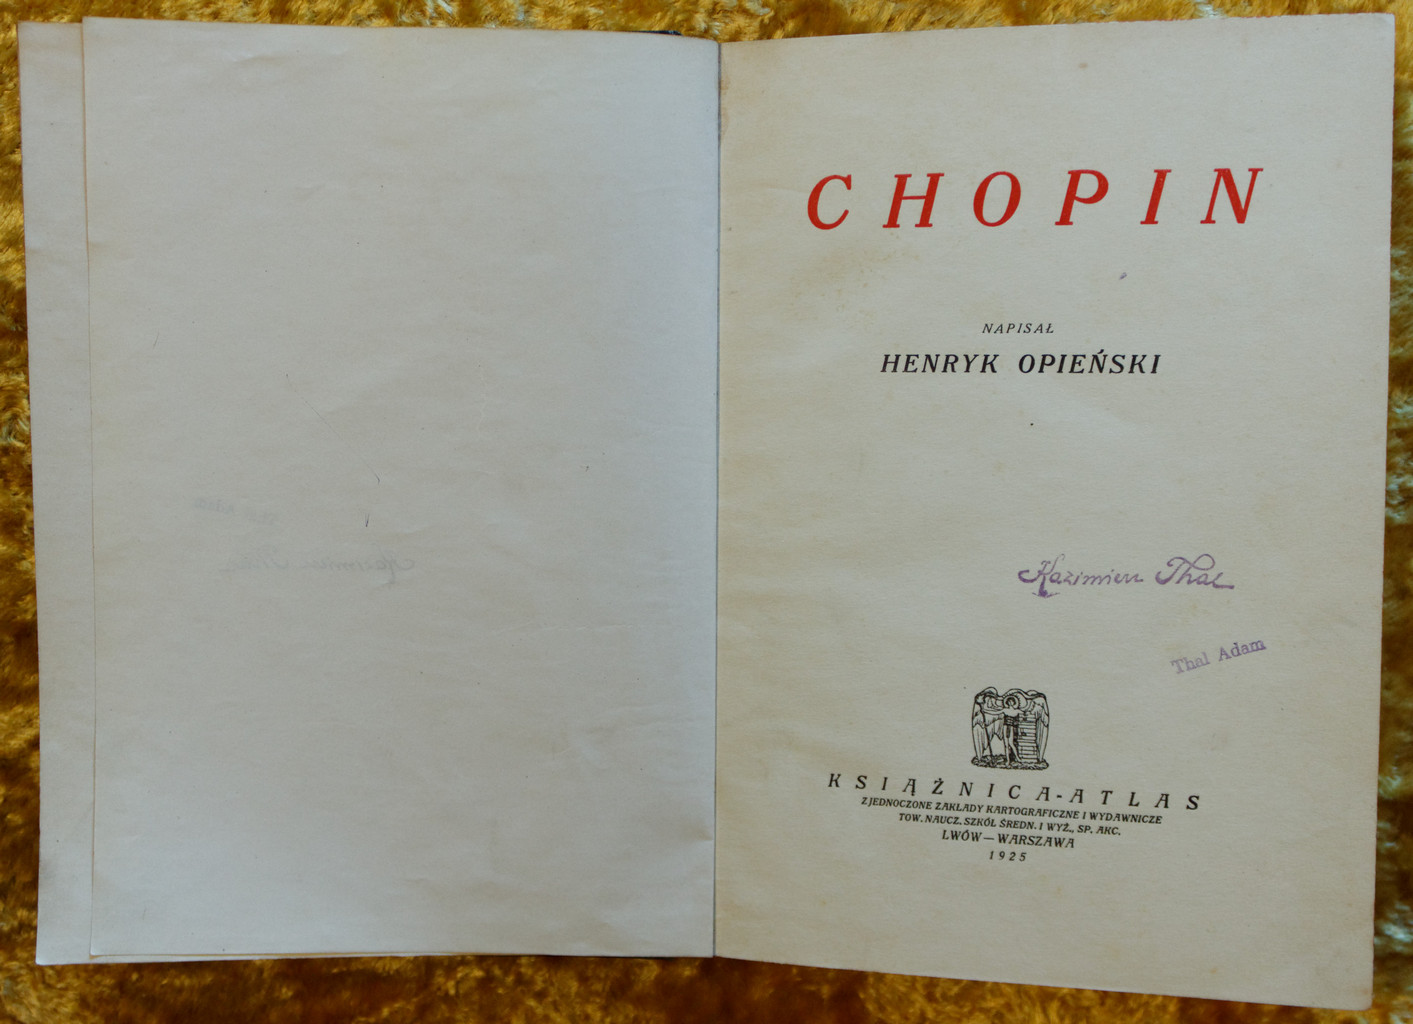 CHOPIN
NAPISAŁ
HENRYK OPIEŃSKI
Kazimierz Thal
Thal Adam
KSIĄŻNICA-ATLAS
ZJEDNOCZONE ZAKŁADY KARTOGRAFICZNE I WYDAWNICZE
TOW. NAUCZ. SZKÓŁ ŚREDN. I WYŻ., SP. AKC.
LWÓW — WARSZAWA
1925